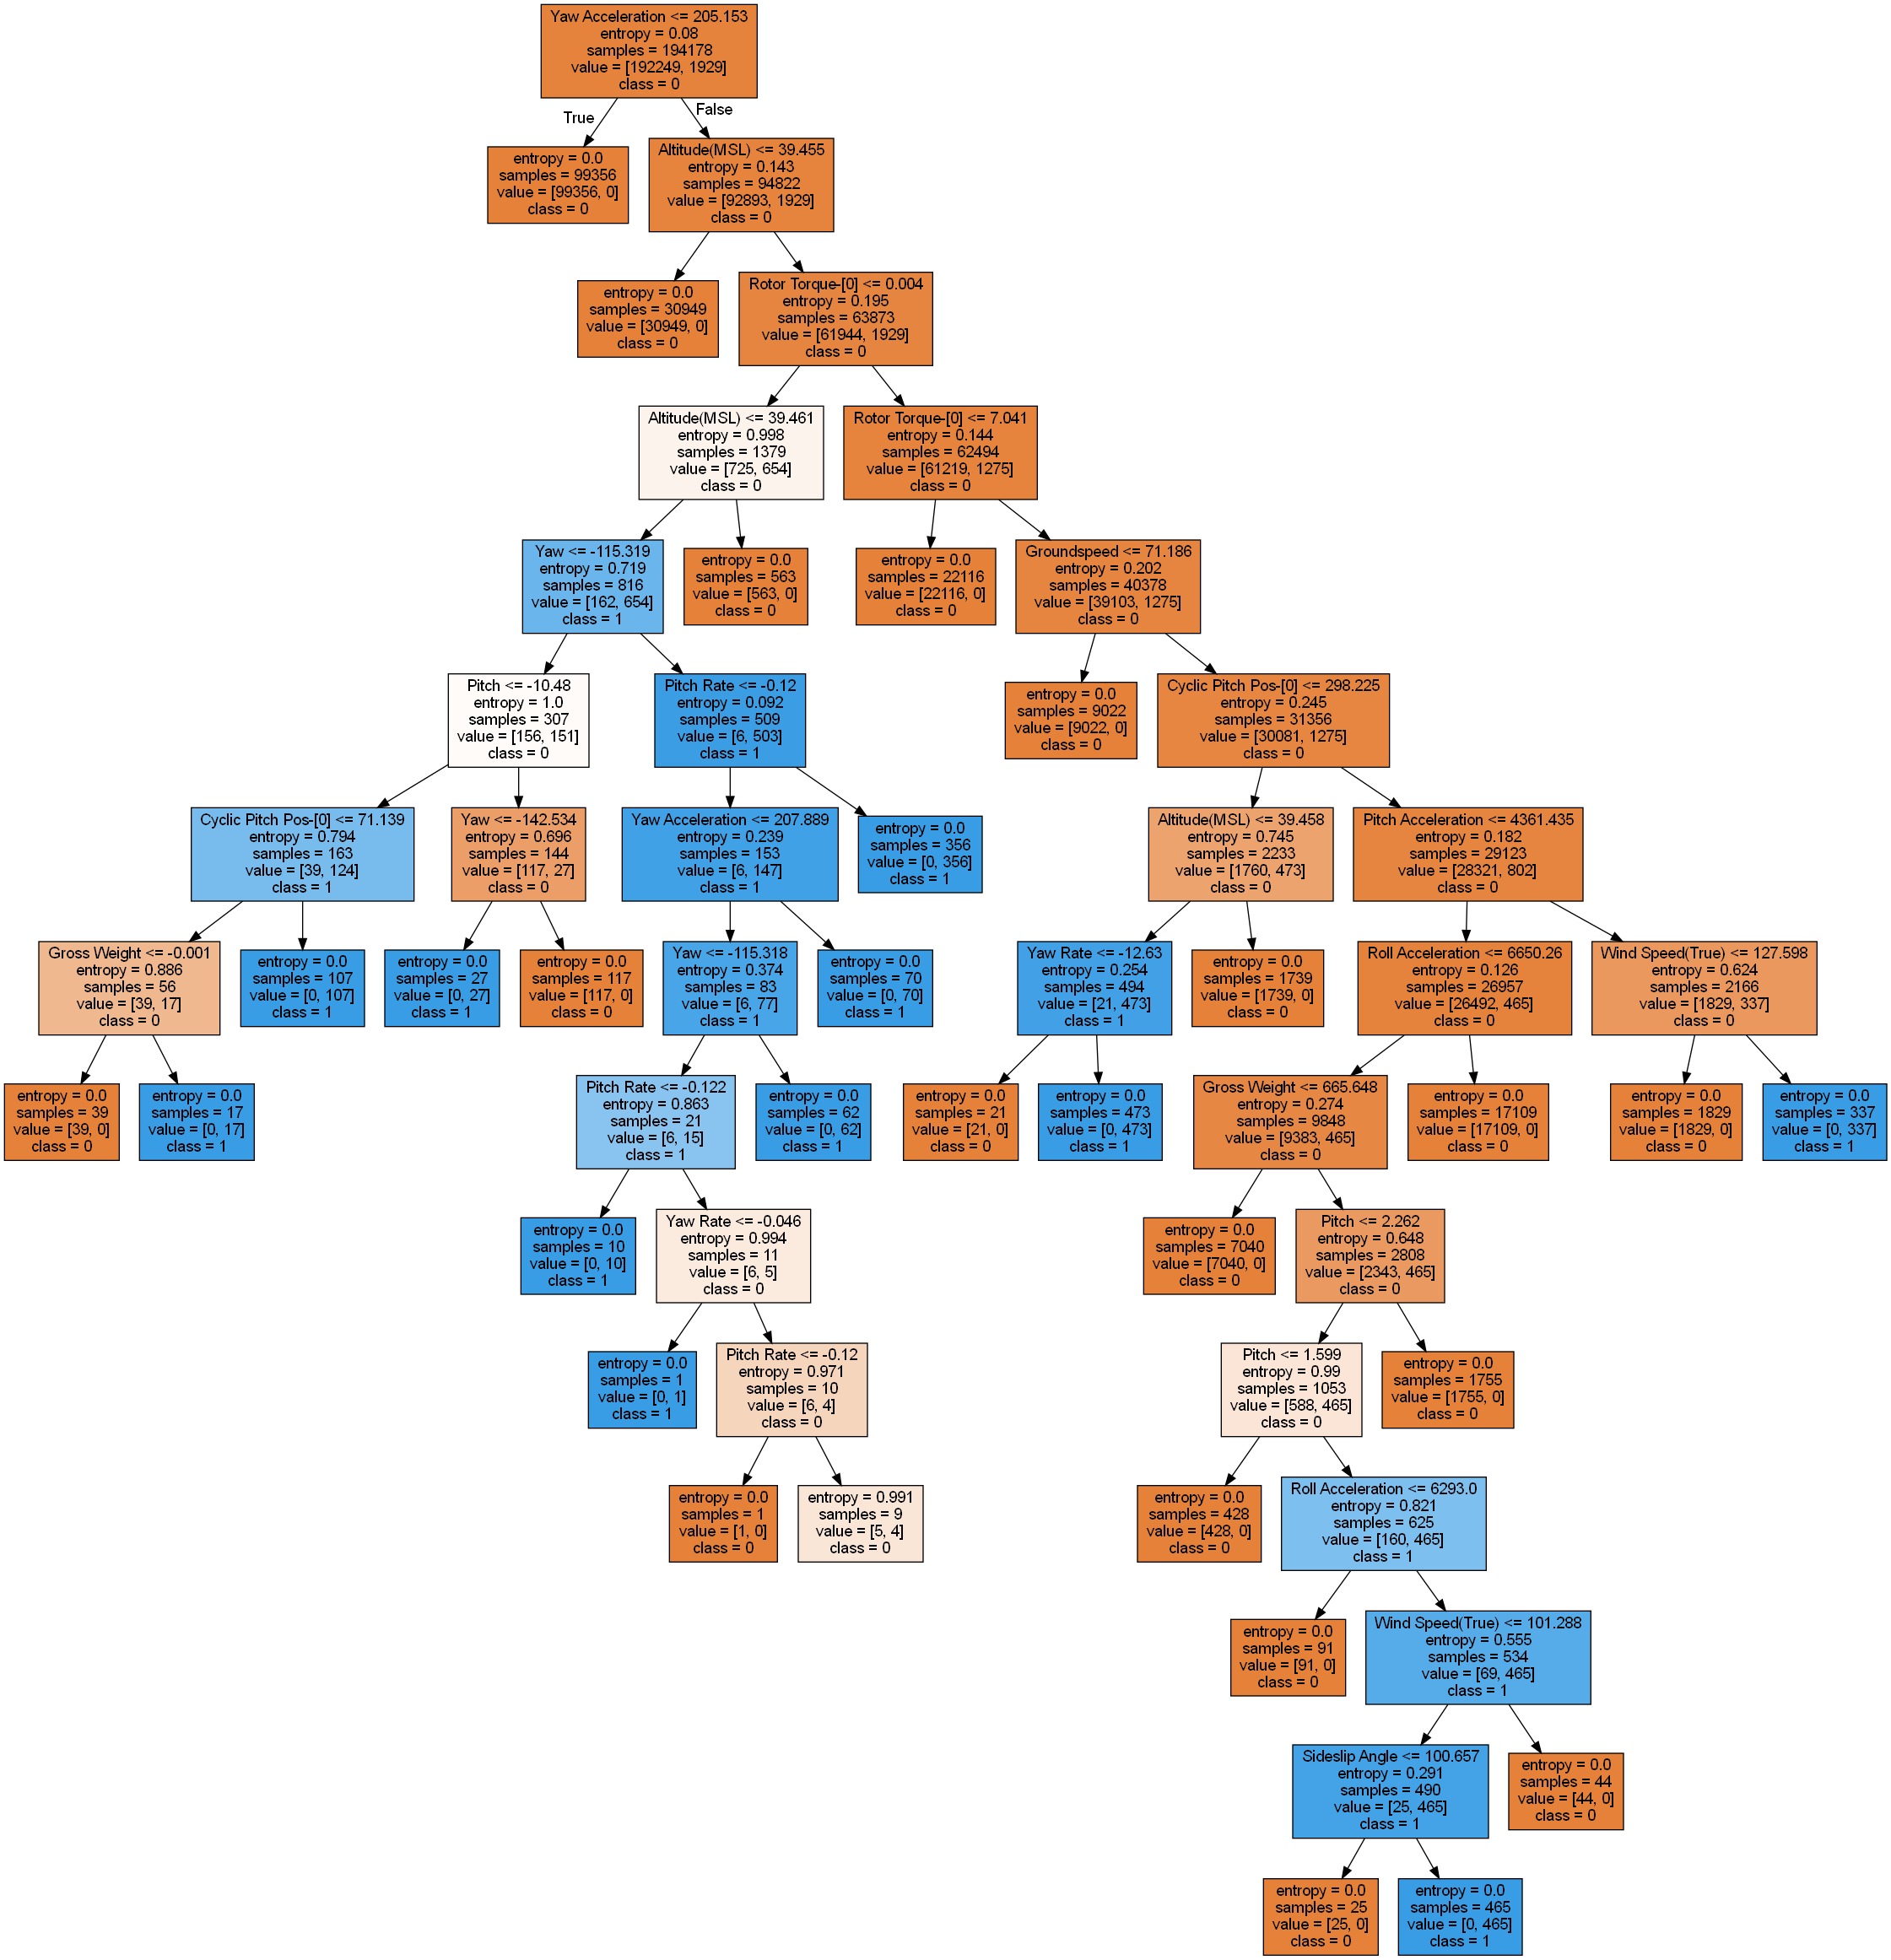 Yaw Acceleration <= 205.153
entropy = 0.08
samples = 194178
value = [192249, 1929]
class = 0
True
False
entropy = 0.0
samples = 99356
value = [99356, 0]
class = 0
Altitude(MSL) <= 39.455
entropy = 0.143
samples = 94822
value = [92893, 1929]
class = 0
entropy = 0.0
samples = 30949
value = [30949, 0]
class = 0
Rotor Torque-[0] <= 0.004
entropy = 0.195
samples = 63873
value = [61944, 1929]
class = 0
Altitude(MSL) <= 39.461
entropy = 0.998
samples = 1379
value = [725, 654]
class = 0
Rotor Torque-[0] <= 7.041
entropy = 0.144
samples = 62494
value = [61219, 1275]
class = 0
Yaw <= -115.319
entropy = 0.719
samples = 816
value = [162, 654]
class = 1
entropy = 0.0
samples = 563
value = [563, 0]
class = 0
entropy = 0.0
samples = 22116
value = [22116, 0]
class = 0
Groundspeed <= 71.186
entropy = 0.202
samples = 40378
value = [39103, 1275]
class = 0
Pitch <= -10.48
entropy = 1.0
samples = 307
value = [156, 151]
class = 0
Pitch Rate <= -0.12
entropy = 0.092
samples = 509
value = [6, 503]
class = 1
entropy = 0.0
samples = 9022
value = [9022, 0]
class = 0
Cyclic Pitch Pos-[0] <= 298.225
entropy = 0.245
samples = 31356
value = [30081, 1275]
class = 0
Cyclic Pitch Pos-[0] <= 71.139
entropy = 0.794
samples = 163
value = [39, 124]
class = 1
Yaw <= -142.534
entropy = 0.696
samples = 144
value = [117, 27]
class = 0
Yaw Acceleration <= 207.889
entropy = 0.239
samples = 153
value = [6, 147]
class = 1
entropy = 0.0
samples = 356
value = [0, 356]
class = 1
Altitude(MSL) <= 39.458
entropy = 0.745
samples = 2233
value = [1760, 473]
class = 0
Pitch Acceleration <= 4361.435
entropy = 0.182
samples = 29123
value = [28321, 802]
class = 0
Gross Weight <= -0.001
entropy = 0.886
samples = 56
value = [39, 17]
class = 0
entropy = 0.0
samples = 107
value = [0, 107]
class = 1
entropy = 0.0
samples = 27
value = [0, 27]
class = 1
entropy = 0.0
samples = 117
value = [117, 0]
class = 0
Yaw <= -115.318
entropy = 0.374
samples = 83
value = [6, 77]
class = 1
entropy = 0.0
samples = 70
value = [0, 70]
class = 1
Yaw Rate <= -12.63
entropy = 0.254
samples = 494
value = [21, 473]
class = 1
entropy = 0.0
samples = 1739
value = [1739, 0]
class = 0
Roll Acceleration <= 6650.26
entropy = 0.126
samples = 26957
value = [26492, 465]
class = 0
Wind Speed(True) <= 127.598
entropy = 0.624
samples = 2166
value = [1829, 337]
class = 0
entropy = 0.0
samples = 39
value = [39, 0]
class = 0
entropy = 0.0
samples = 17
value = [0, 17]
class = 1
Pitch Rate <= -0.122
entropy = 0.863
samples = 21
value = [6, 15]
class = 1
entropy = 0.0
samples = 62
value = [0, 62]
class = 1
entropy = 0.0
samples = 21
value = [21, 0]
class = 0
entropy = 0.0
samples = 473
value = [0, 473]
class = 1
Gross Weight <= 665.648
entropy = 0.274
samples = 9848
value = [9383, 465]
class = 0
entropy = 0.0
samples = 17109
value = [17109, 0]
class = 0
entropy = 0.0
samples = 1829
value = [1829, 0]
class = 0
entropy = 0.0
samples = 337
value = [0, 337]
class = 1
entropy = 0.0
samples = 10
value = [0, 10]
class = 1
Yaw Rate <= -0.046
entropy = 0.994
samples = 11
value = [6, 5]
class = 0
entropy = 0.0
samples = 7040
value = [7040, 0]
class = 0
Pitch <= 2.262
entropy = 0.648
samples = 2808
value = [2343, 465]
class = 0
entropy = 0.0
samples = 1
value = [0, 1]
class = 1
Pitch Rate <= -0.12
entropy = 0.971
samples = 10
value = [6, 4]
class = 0
Pitch <= 1.599
entropy = 0.99
samples = 1053
value = [588, 465]
class = 0
entropy = 0.0
samples = 1755
value = [1755, 0]
class = 0
entropy = 0.0
samples = 1
value = [1, 0]
class = 0
entropy = 0.991
samples = 9
value = [5, 4]
class = 0
entropy = 0.0
samples = 428
value = [428, 0]
class = 0
Roll Acceleration <= 6293.0
entropy = 0.821
samples = 625
value = [160, 465]
class = 1
entropy = 0.0
samples = 91
value = [91, 0]
class = 0
Wind Speed(True) <= 101.288
entropy = 0.555
samples = 534
value = [69, 465]
class = 1
Sideslip Angle <= 100.657
entropy = 0.291
samples = 490
value = [25, 465]
class = 1
entropy = 0.0
samples = 44
value = [44, 0]
class = 0
entropy = 0.0
samples = 25
value = [25, 0]
class = 0
entropy = 0.0
samples = 465
value = [0, 465]
class = 1